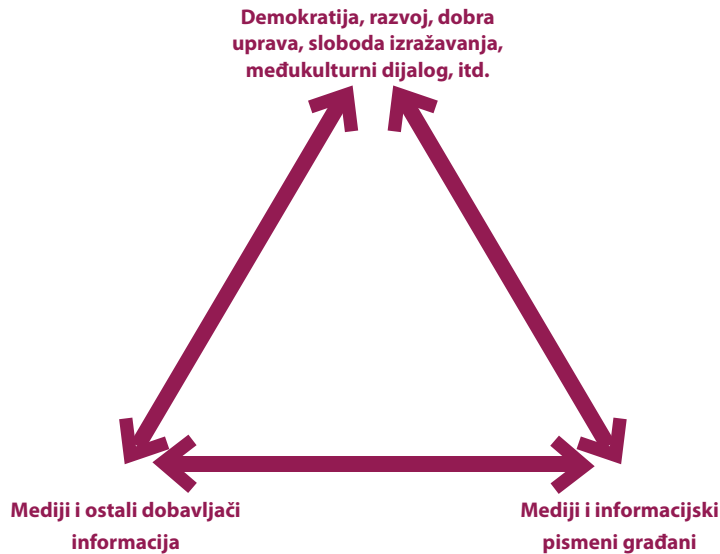 Demokratija, razvoj, dobra
uprava, sloboda izražavanja,
međukulturni dijalog, itd.
Mediji i ostali dobavljači
informacija
Mediji i informacijski
pismeni građani